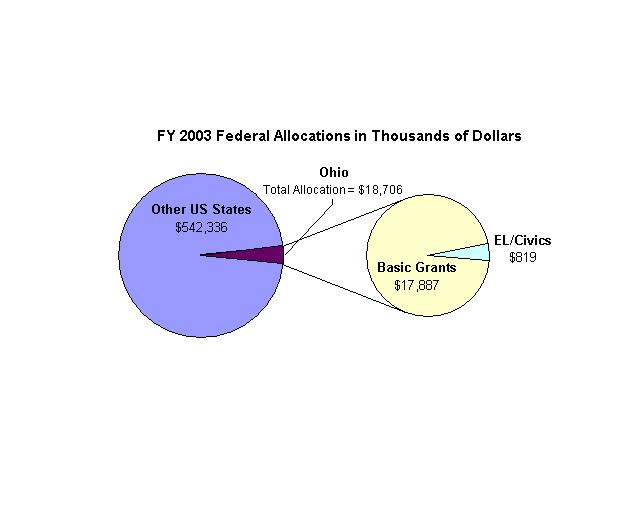 FY 2003 Federal Allocations in Thousands of Dollars
Ohio
Total Allocation = $18,706
Other US States
$542,336
EL/Civics
$819
Basic Grants
$17,887